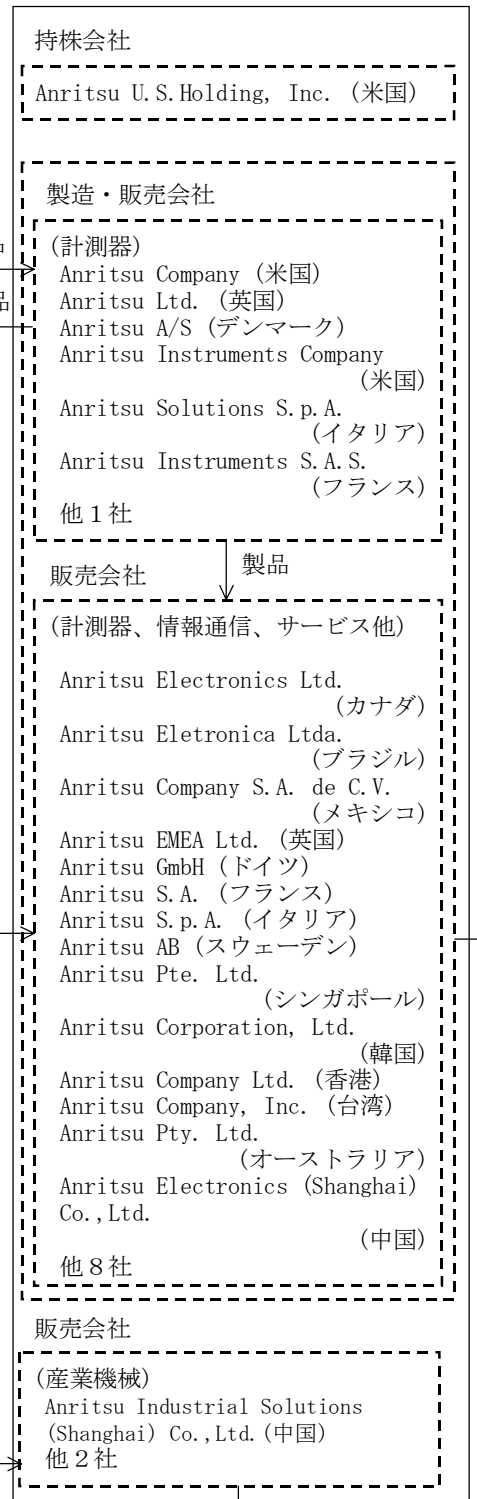 持株会社
Anritsu U.S.Holding, Inc. (米国)
製造・販売会社
(計測器)
Anritsu Company (米国)
Anritsu Ltd. (英国)
品
Anritsu A/S (デンマーク)
Anritsu Instruments Company
(米国)
Anritsu Solutions S.p.A.
(イタリア)
Anritsu Instruments S.A.S.
(フランス)
他1社
製品
販売会社
(計測器、情報通信、サービス他)
Anritsu Electronics Ltd.
(カナダ)
Anritsu Eletronica Ltda.
(ブラジル)
Anritsu Company S.A. de C.V.
(メキシコ)
Anritsu EMEA Ltd. (英国)
Anritsu GmbH (ドイツ)
Anritsu S.A. (フランス)
Anritsu S.p.A. (イタリア)
Anritsu AB (スウェーデン)
Anritsu Pte. Ltd.
(シンガポール)
Anritsu Corporation, Ltd.
(韓国)
Anritsu Company Ltd. (香港)
Anritsu Company, Inc. (台湾)
Anritsu Pty. Ltd.
(オーストラリア)
Anritsu Electronics (Shanghai)
Co.,Ltd.
(中国)
他8社
販売会社
(産業機械)
Anritsu Industrial Solutions
(Shanghai) Co.,Ltd.(中国)
他2社